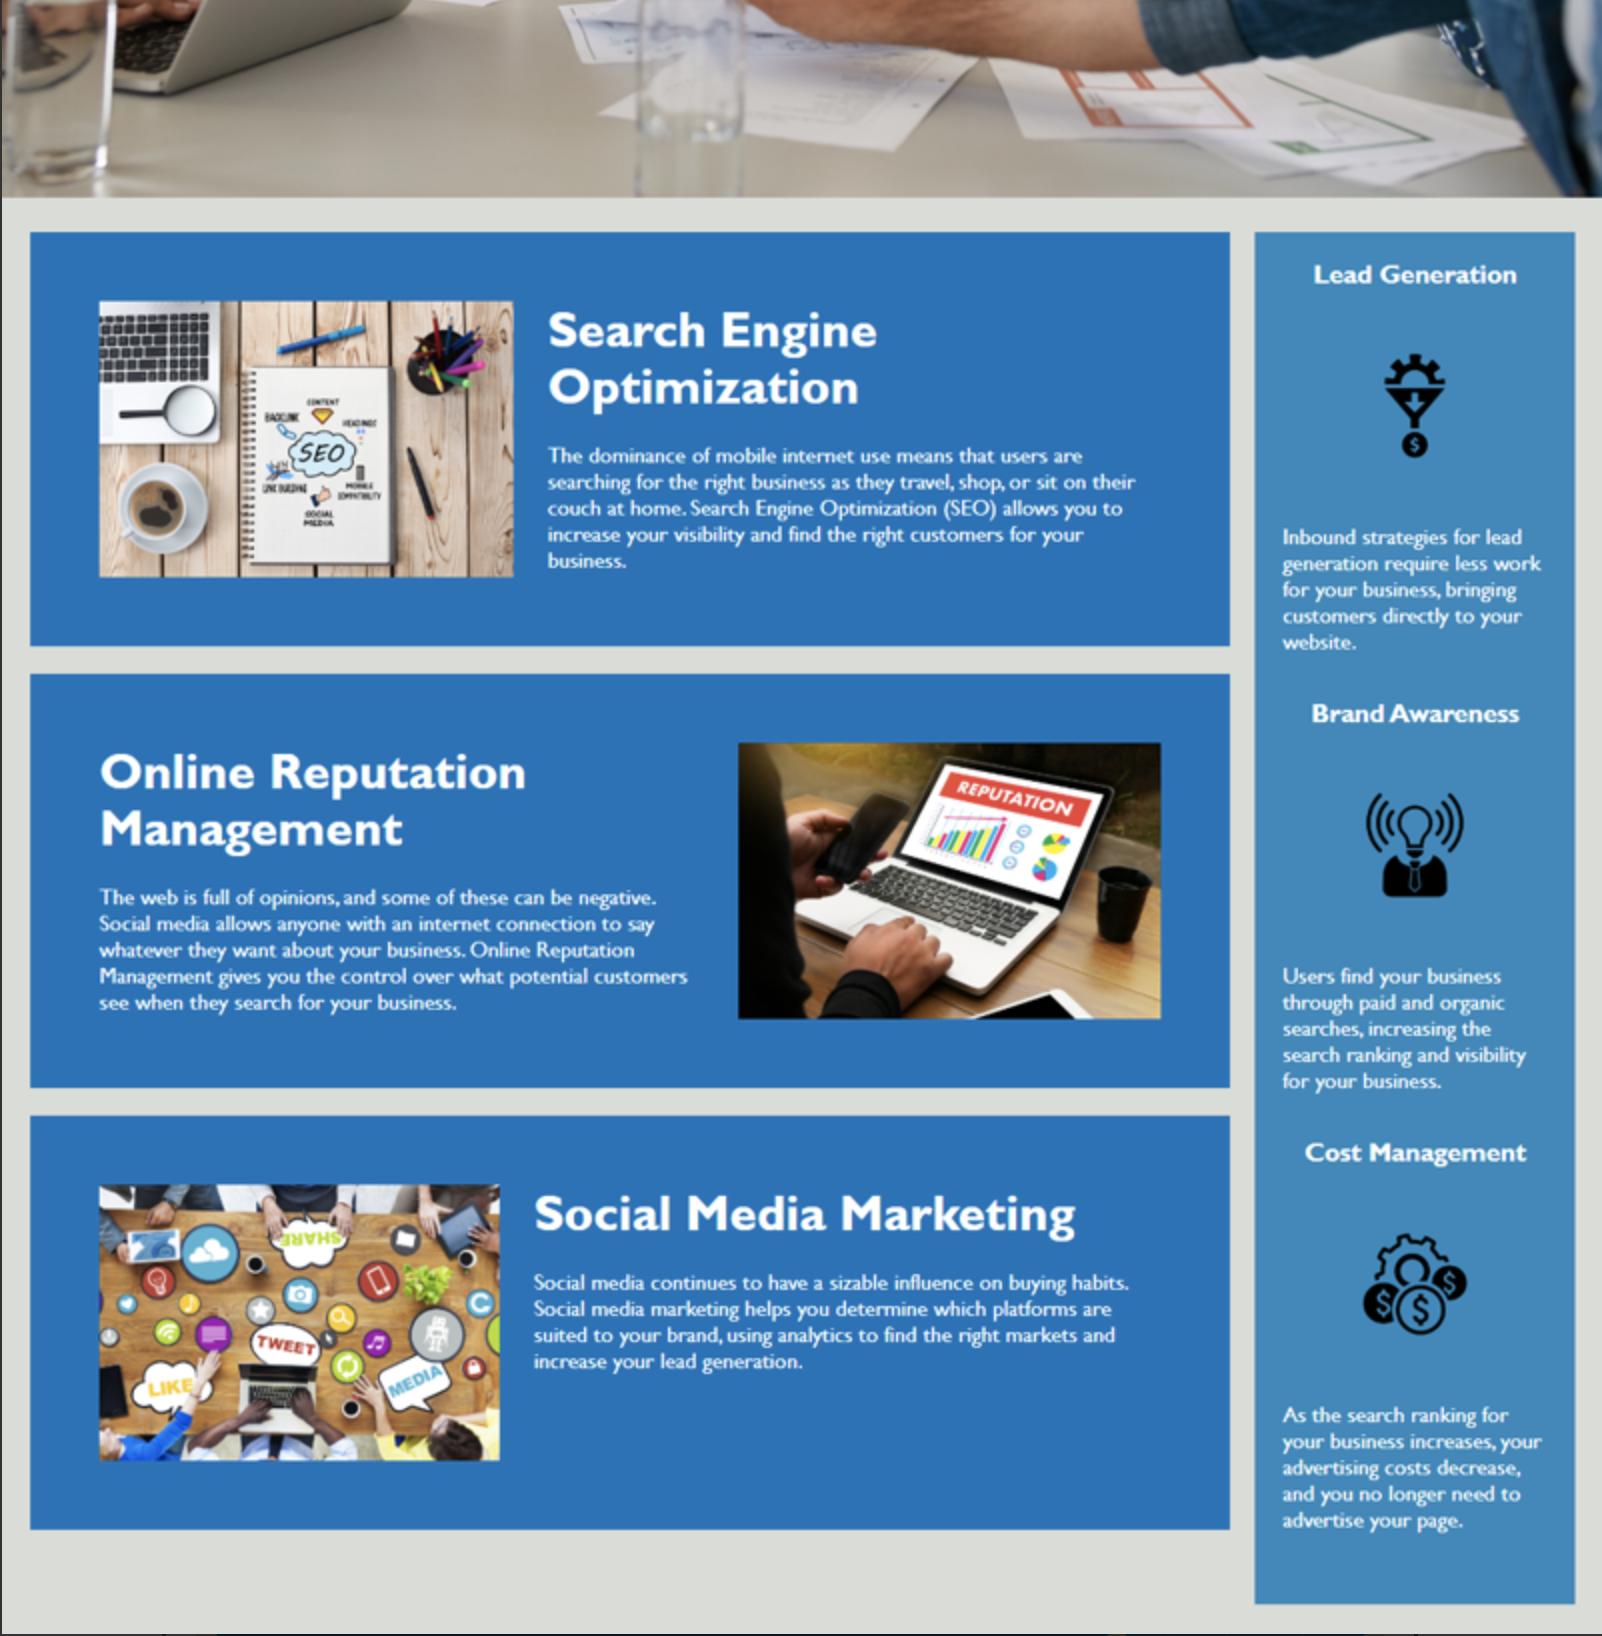 Search Engine
Optimization
The dominance of mobile internet use means that users are
searching for the right business as they travel, shop, or sit on their
couch at home. Search Engine Optimization (SEO) allows you to
increase your visibility and find the right customers for your
business.
CONTENT
BACKLINK
HEADINGS
SEO
LINK BUILDING
MOBILE
COMPATIBILITY
SOCIAL
MEDIA
Online Reputation
Management
The web is full of opinions, and some of these can be negative.
Social media allows anyone with an internet connection to say
whatever they want about your business. Online Reputation
Management gives you the control over what potential customers
see when they search for your business.
REPUTATION
Social Media Marketing
Social media continues to have a sizable influence on buying habits.
Social media marketing helps you determine which platforms are
suited to your brand, using analytics to find the right markets and
increase your lead generation.
SHARE
TWEET
LIKE
MEDIA
Lead Generation
$
Inbound strategies for lead
generation require less work
for your business, bringing
customers directly to your
website.
Brand Awareness
Users find your business
through paid and organic
searches, increasing the
search ranking and visibility
for your business.
Cost Management
$ $ $
As the search ranking for
your business increases, your
advertising costs decrease,
and you no longer need to
advertise your page.